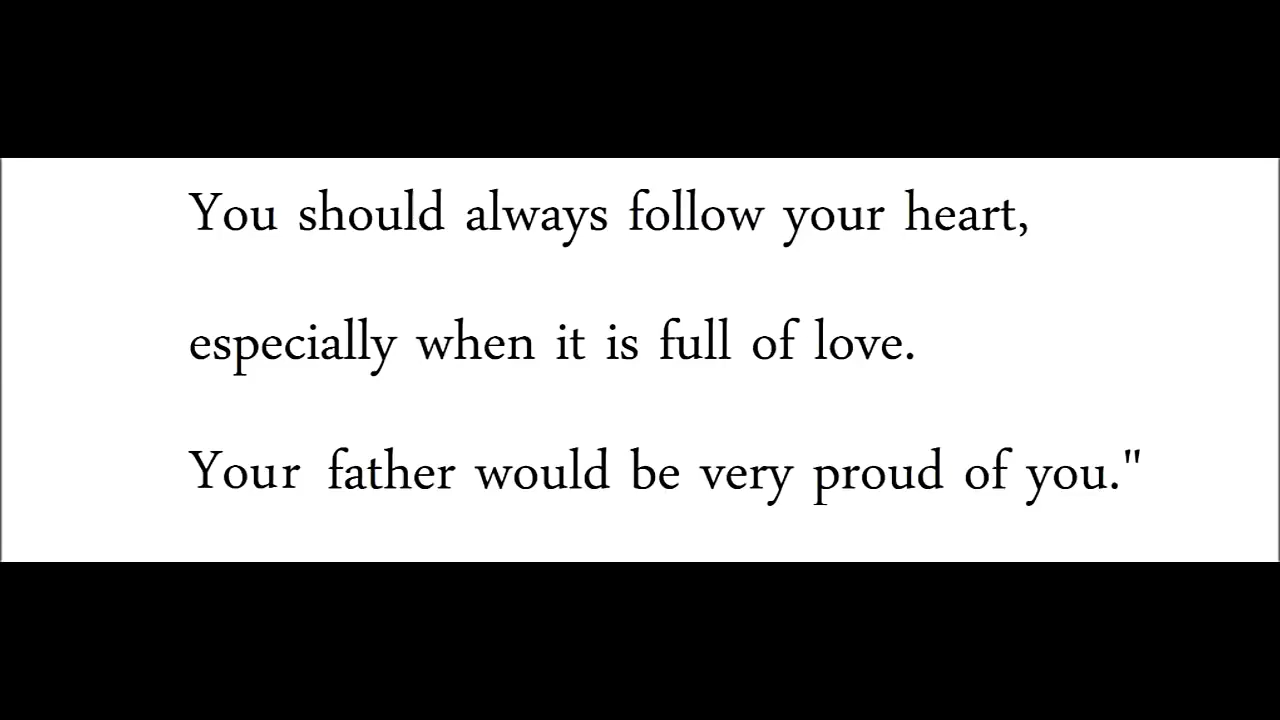 You should always follow your heart,
especially when it is full of love.
Your father would be very proud of you."